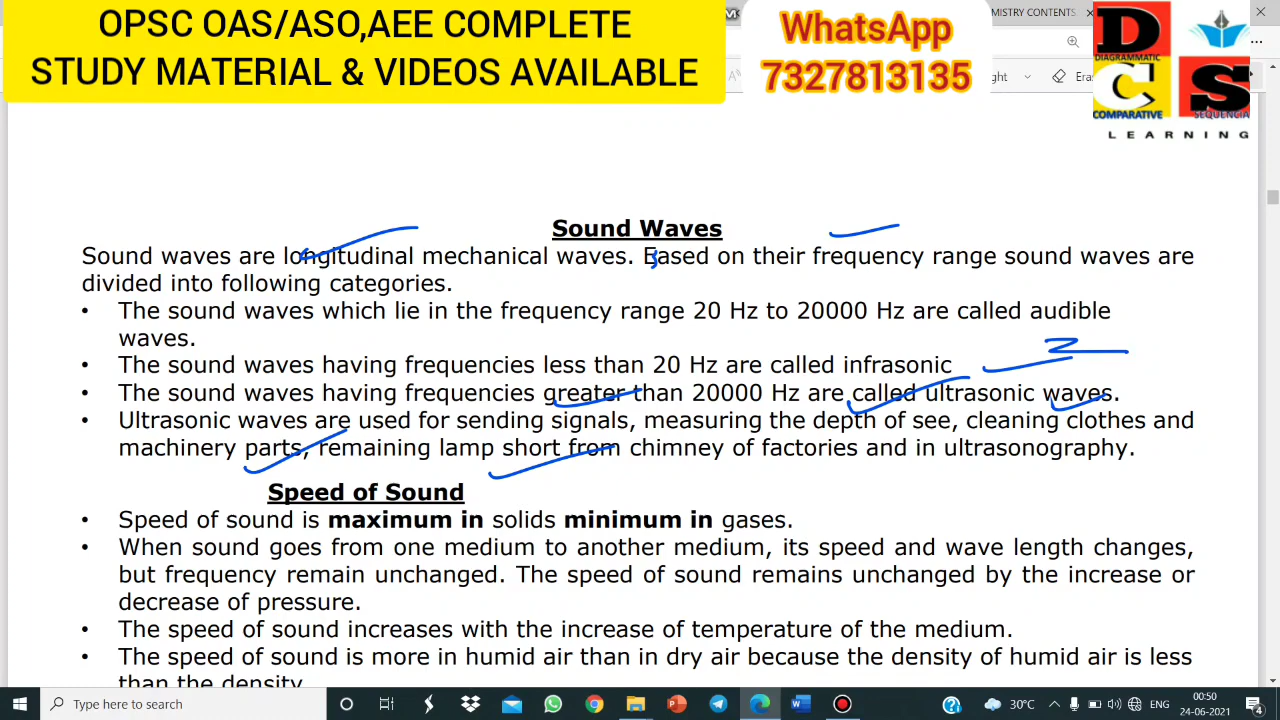 OPSC OAS/ASO,AEE COMPLETE
STUDY MATERIAL & VIDEOS AVAILABLE
WhatsApp
7327813135
MISTRY CONTENTS
ght
Era
D
DIAGRAMMATIC
C
S
COMPARATIVE
SEQUENCIA
LEARNING
Sound Waves
Sound waves are longitudinal mechanical waves. Based on their frequency range sound waves are
divided into following categories.
• The sound waves which lie in the frequency range 20 Hz to 20000 Hz are called audible
waves.
• The sound waves having frequencies less than 20 Hz are called infrasonic
• The sound waves having frequencies greater than 20000 Hz are called ultrasonic waves.
• Ultrasonic waves are used for sending signals, measuring the depth of see, cleaning clothes and
machinery parts, remaining lamp short from chimney of factories and in ultrasonography.
Speed of Sound
• Speed of sound is maximum in solids minimum in gases.
• When sound goes from one medium to another medium, its speed and wave length changes,
but frequency remain unchanged. The speed of sound remains unchanged by the increase or
decrease of pressure.
• The speed of sound increases with the increase of temperature of the medium.
• The speed of sound is more in humid air than in dry air because the density of humid air is less
than the density
Type here to search
30°C
ENG
00:50
24-06-2021
4